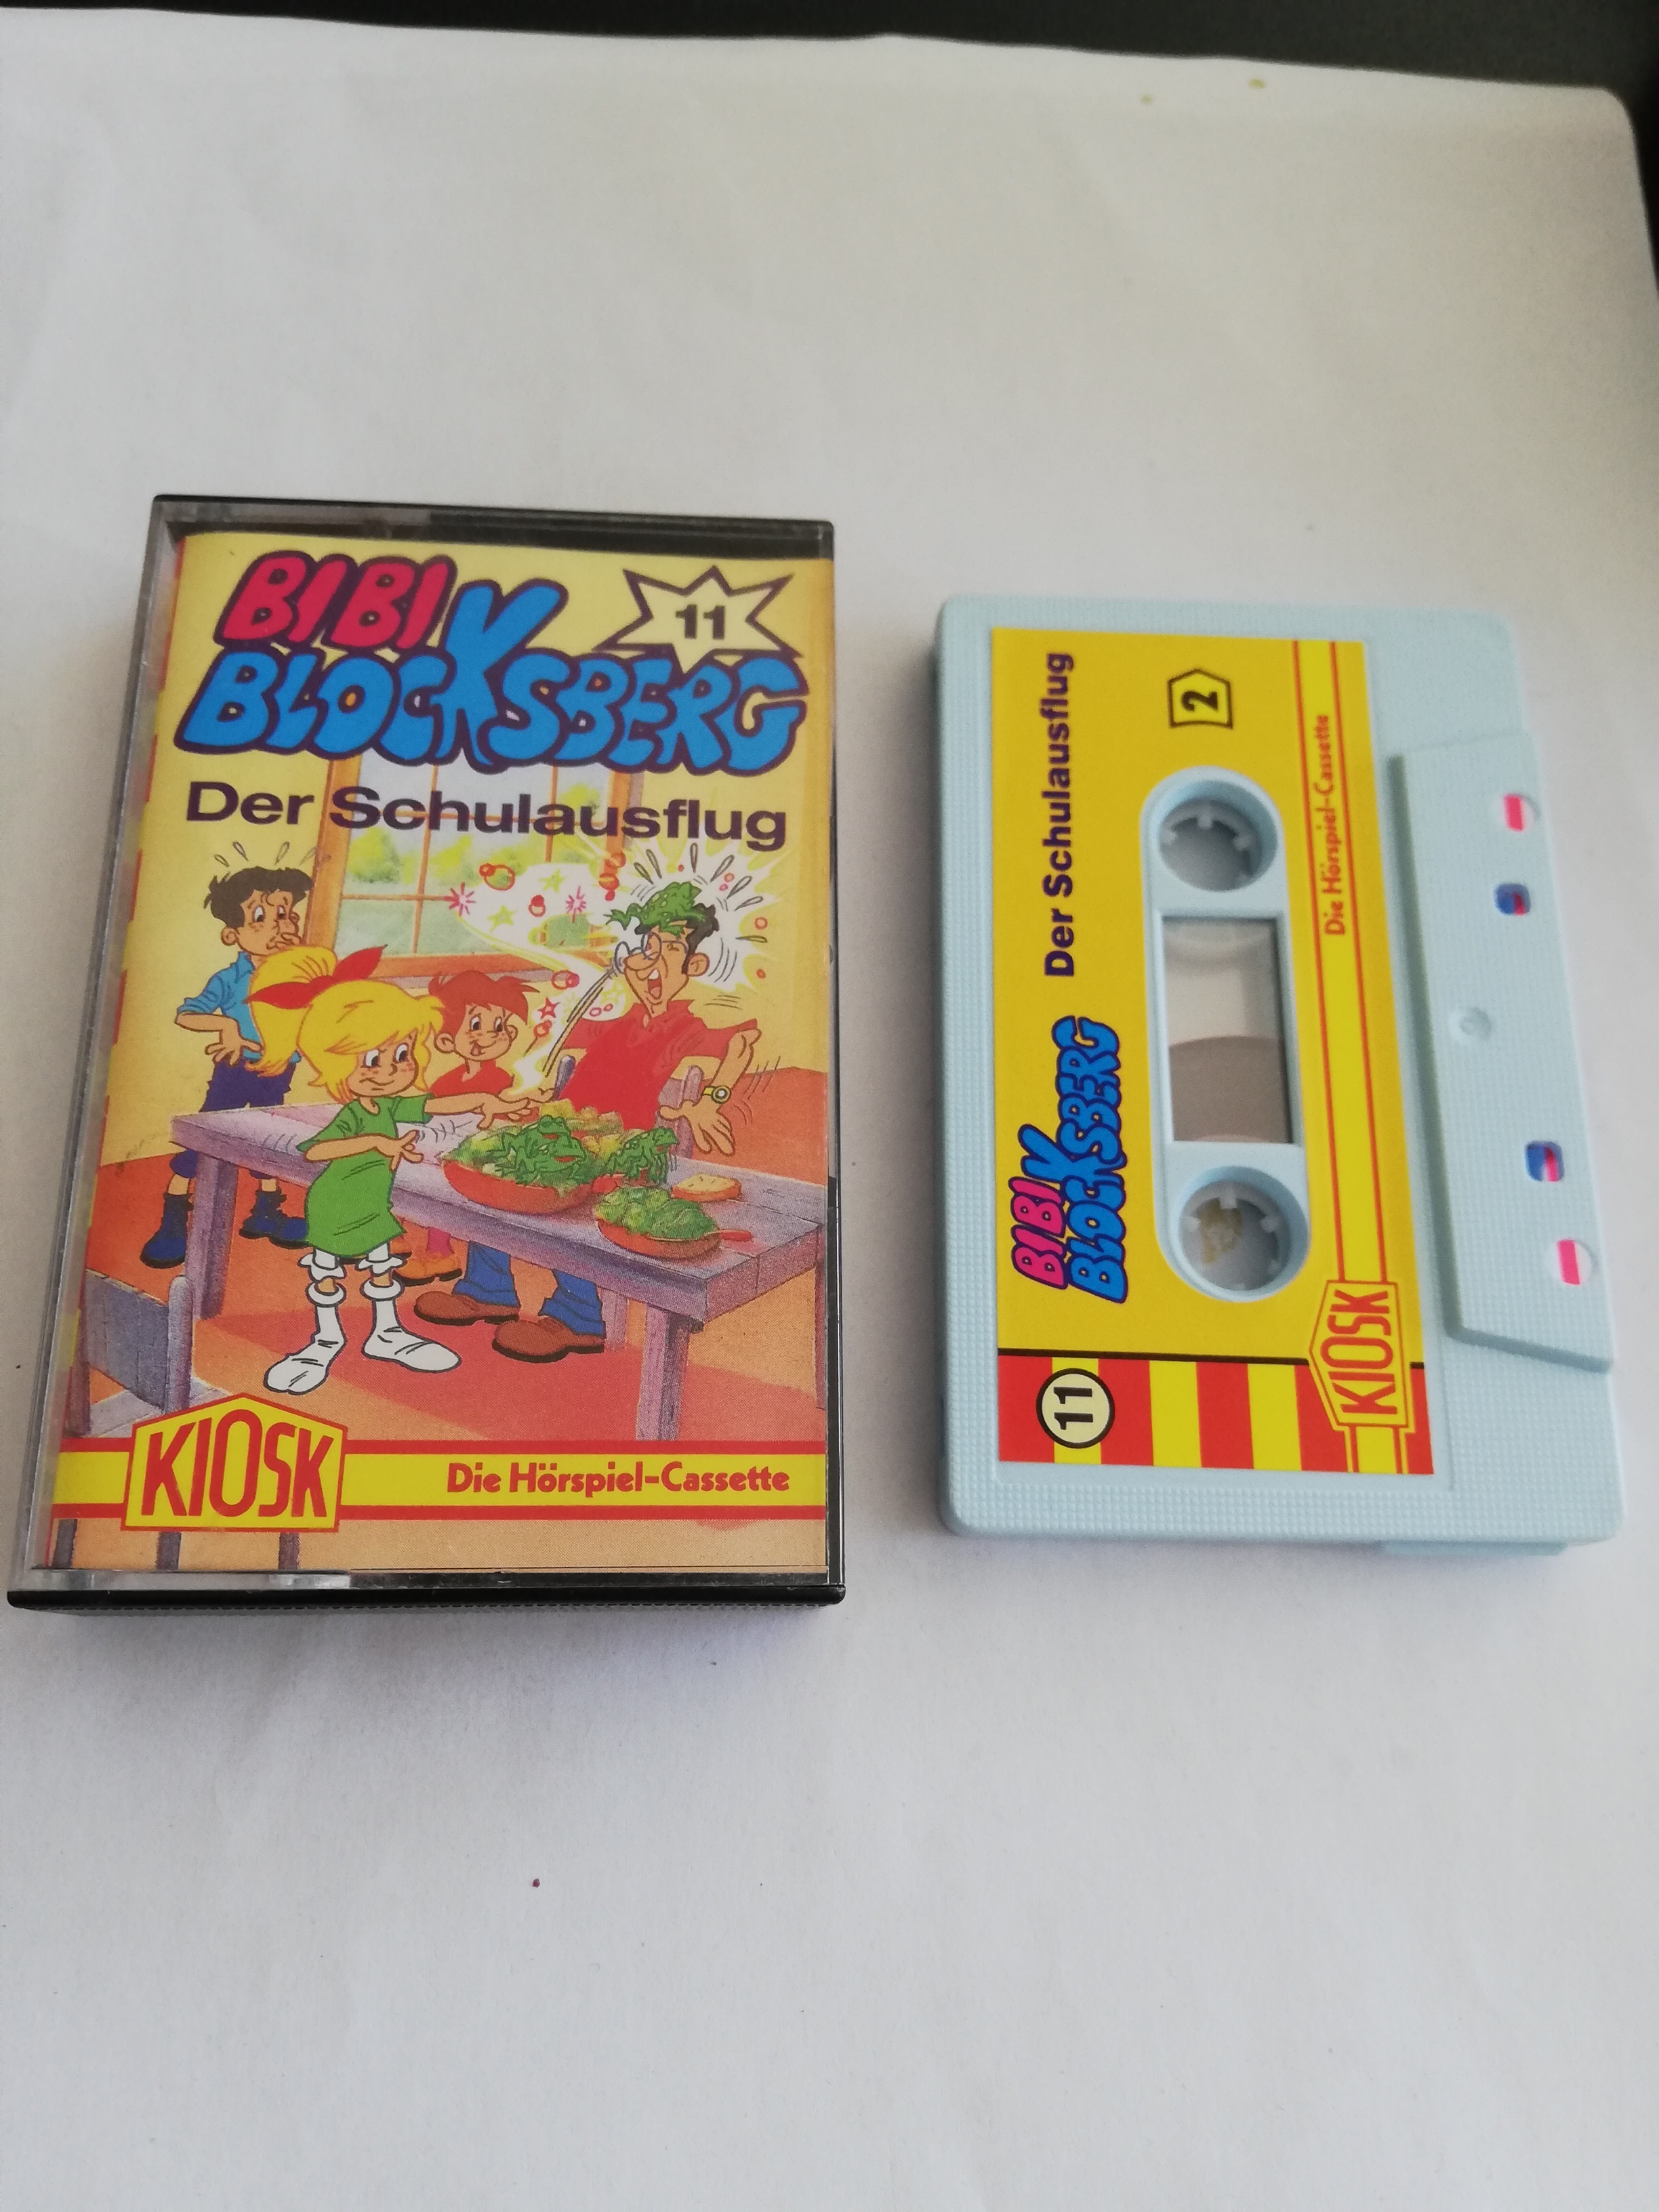 BIBI
BLOCKSBERG
11
Der Schulausflug
KIOSK
Die Hörspiel-Cassette
BIBI
BLOCKSBERG
Der Schulausflug
2
11
KIOSK
Die Hörspiel-Cassette